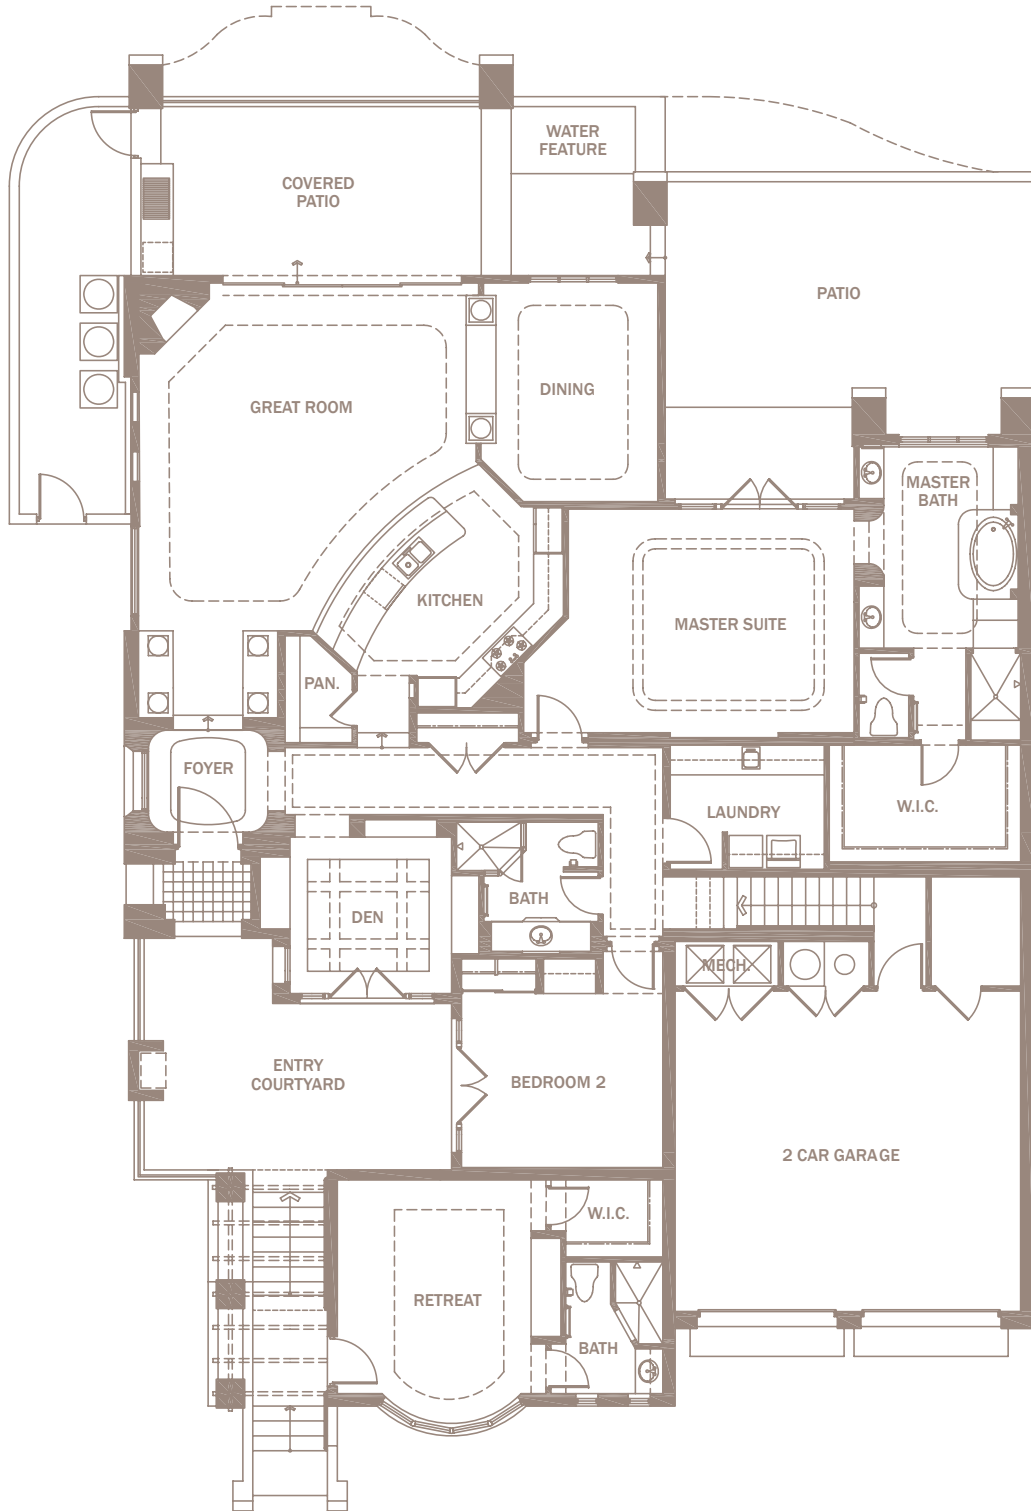 WATER
FEATURE
COVERED
PATIO
PATIO
GREAT ROOM
DINING
MASTER
BATH
KITCHEN
MASTER SUITE
PAN.
FOYER
LAUNDRY
W.I.C.
BATH
DEN
MECH.
ENTRY
COURTYARD
BEDROOM 2
2 CAR GARAGE
W.I.C.
RETREAT
BATH